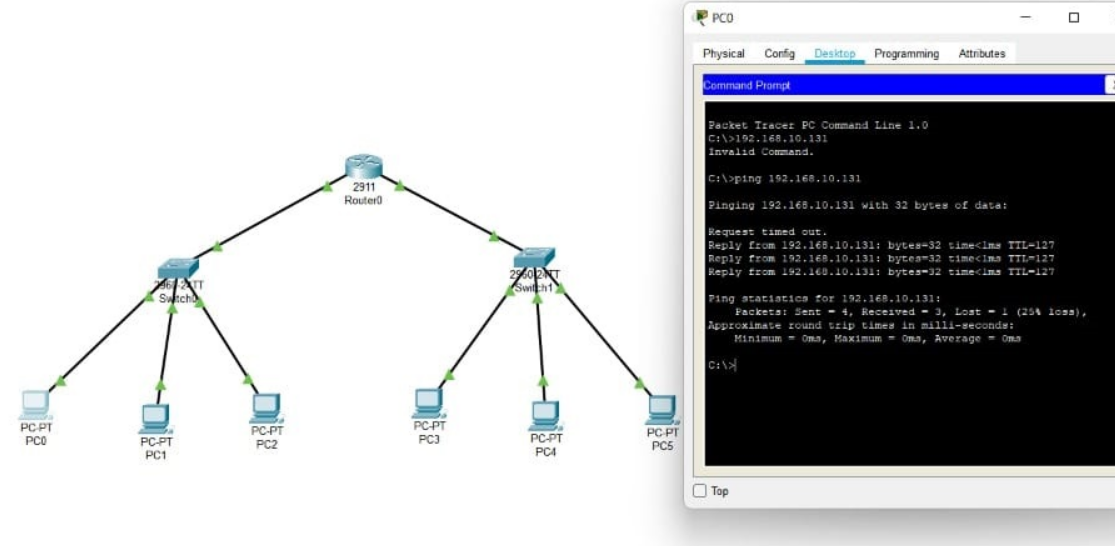 2911
Router0
2960-24TT
Switch0
2960-24TT
Switch1
PC-PT
PC0
PC-PT
PC1
PC-PT
PC2
PC-PT
PC3
PC-PT
PC4
PC-PT
PC5
PC0
Physical Config Desktop Programming Attributes
Command Prompt
Packet Tracer PC Command Line 1.0
C:\>192.168.10.131
Invalid Command.
C:\>ping 192.168.10.131
Pinging 192.168.10.131 with 32 bytes of data:
Request timed out.
Reply from 192.168.10.131: bytes=32 time<1ms TTL=127
Reply from 192.168.10.131: bytes=32 time<1ms TTL=127
Reply from 192.168.10.131: bytes=32 time<1ms TTL=127
Ping statistics for 192.168.10.131:
Packets: Sent = 4, Received = 3, Lost = 1 (25% loss),
Approximate round trip times in milli-seconds:
Minimum = 0ms, Maximum = 0ms, Average = 0ms
C:\>
Top